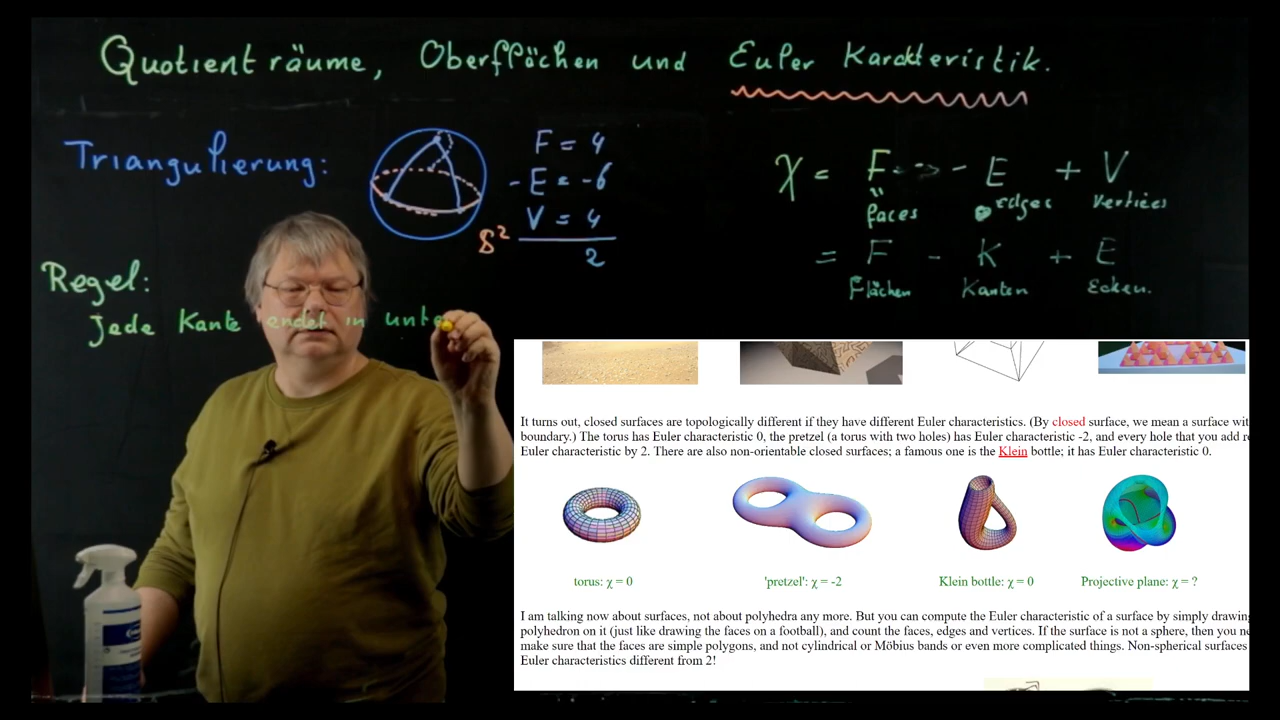 Quotienträume, Oberflächen und Euler Karakteristik.
Triangulierung:
F = 4
- E = -6
V = 4
S²
2
χ = F - E + V
faces edges vertices
= F - K + E
Flächen Kanten Ecken.
Regel:
jede Kante endet in unte
It turns out, closed surfaces are topologically different if they have different Euler characteristics. (By closed surface, we mean a surface wit
boundary.) The torus has Euler characteristic 0, the pretzel (a torus with two holes) has Euler characteristic -2, and every hole that you add re
Euler characteristic by 2. There are also non-orientable closed surfaces; a famous one is the Klein bottle; it has Euler characteristic 0.
torus: χ = 0
'pretzel': χ = -2
Klein bottle: χ = 0
Projective plane: χ = ?
I am talking now about surfaces, not about polyhedra any more. But you can compute the Euler characteristic of a surface by simply drawing
polyhedron on it (just like drawing the faces on a football), and count the faces, edges and vertices. If the surface is not a sphere, then you ne
make sure that the faces are simple polygons, and not cylindrical or Möbius bands or even more complicated things. Non-spherical surfaces
Euler characteristics different from 2!